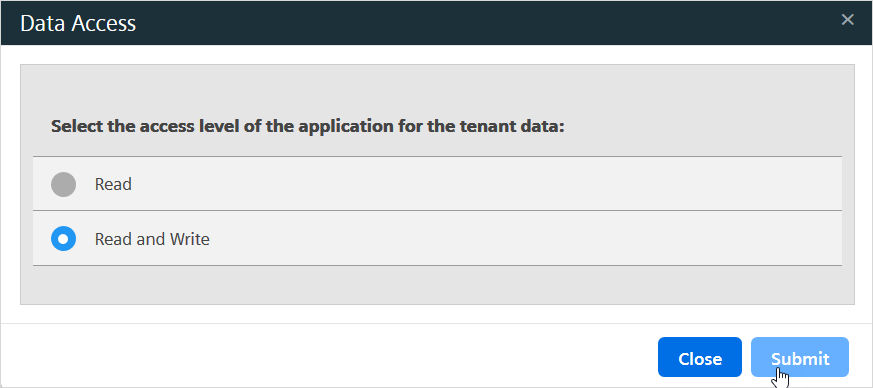 Data Access
Select the access level of the application for the tenant data:
Read
Read and Write
Close Submit